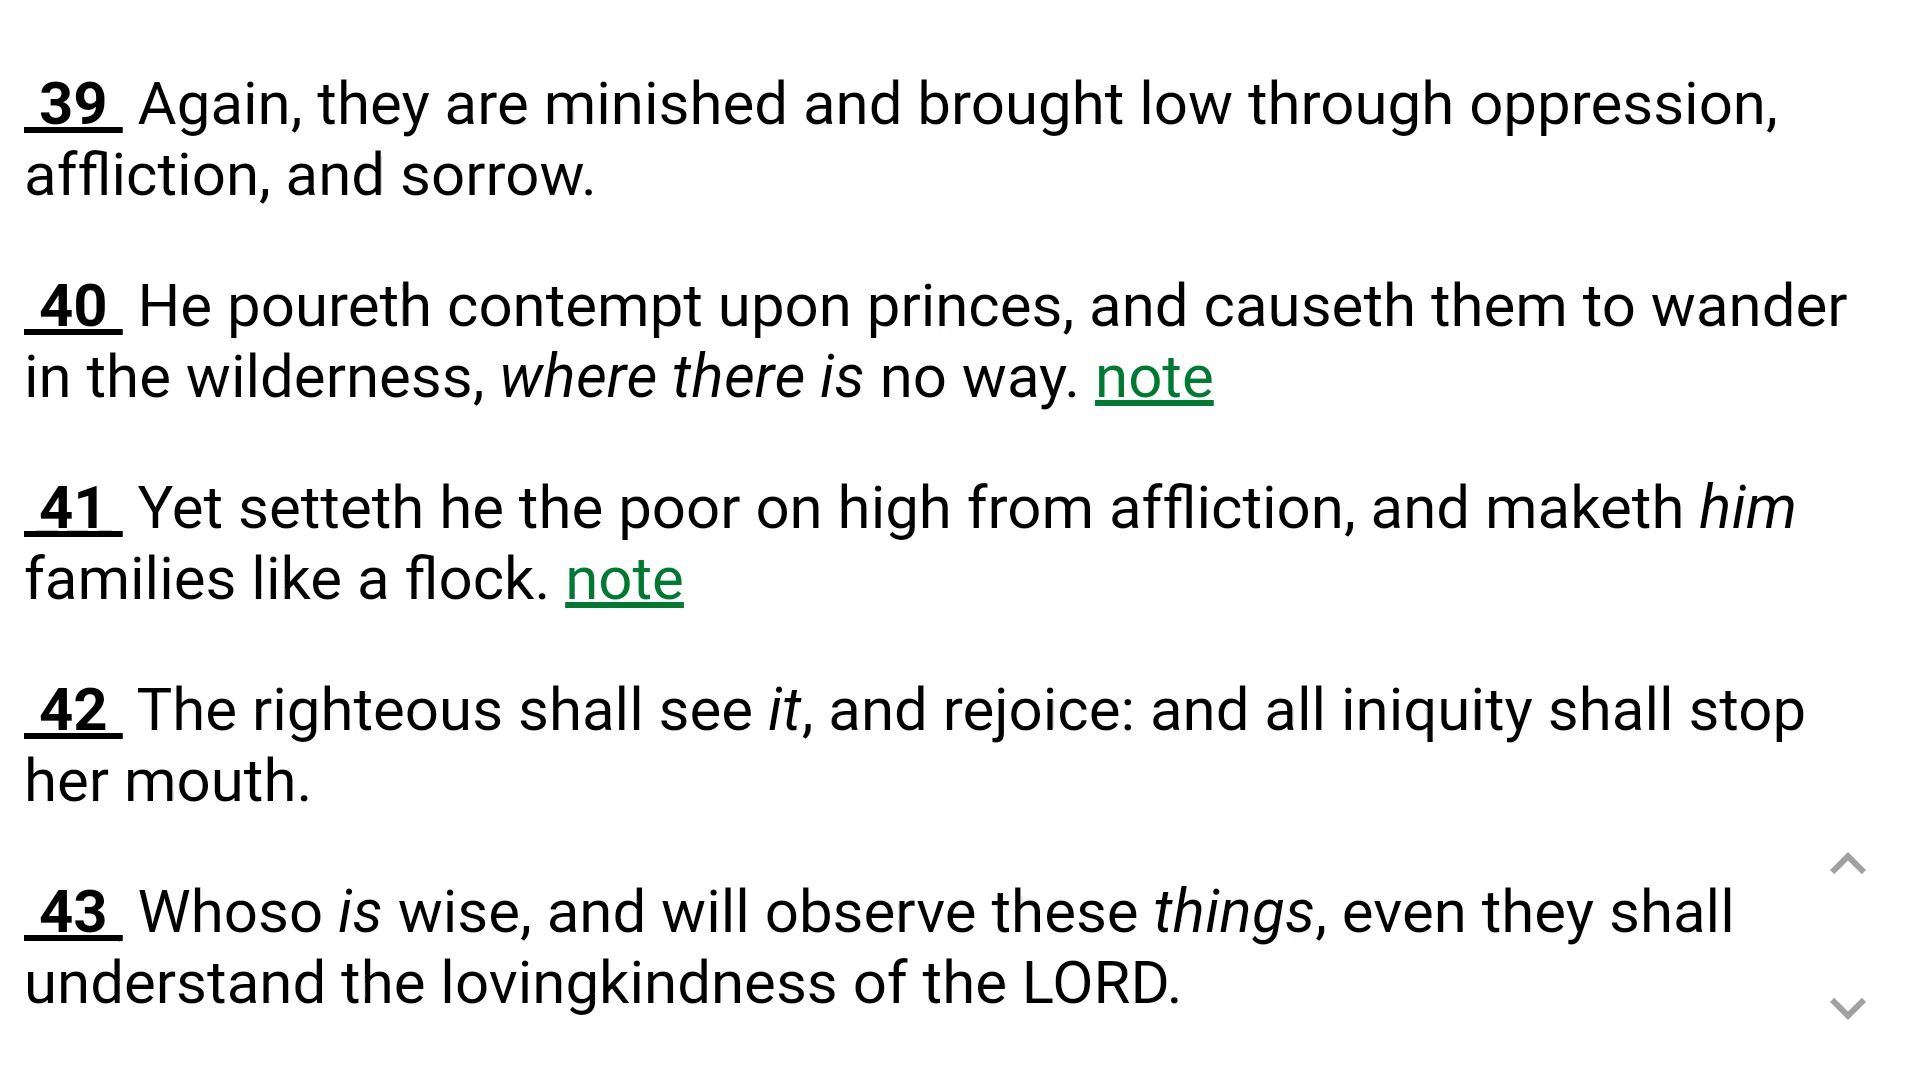 39 Again, they are minished and brought low through oppression,
affliction, and sorrow.
40 He poureth contempt upon princes, and causeth them to wander
in the wilderness, where there is no way. note
41 Yet setteth he the poor on high from affliction, and maketh him
families like a flock. note
42 The righteous shall see it, and rejoice: and all iniquity shall stop
her mouth.
43 Whoso is wise, and will observe these things, even they shall
understand the lovingkindness of the LORD.